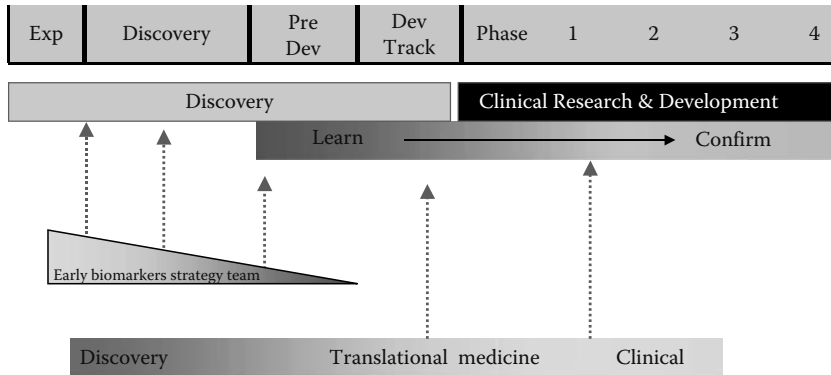 Exp Discovery Pre Dev Dev Track Phase 1 2 3 4
Discovery Clinical Research & Development
Learn Confirm
Early biomarkers strategy team
Discovery Translational medicine Clinical